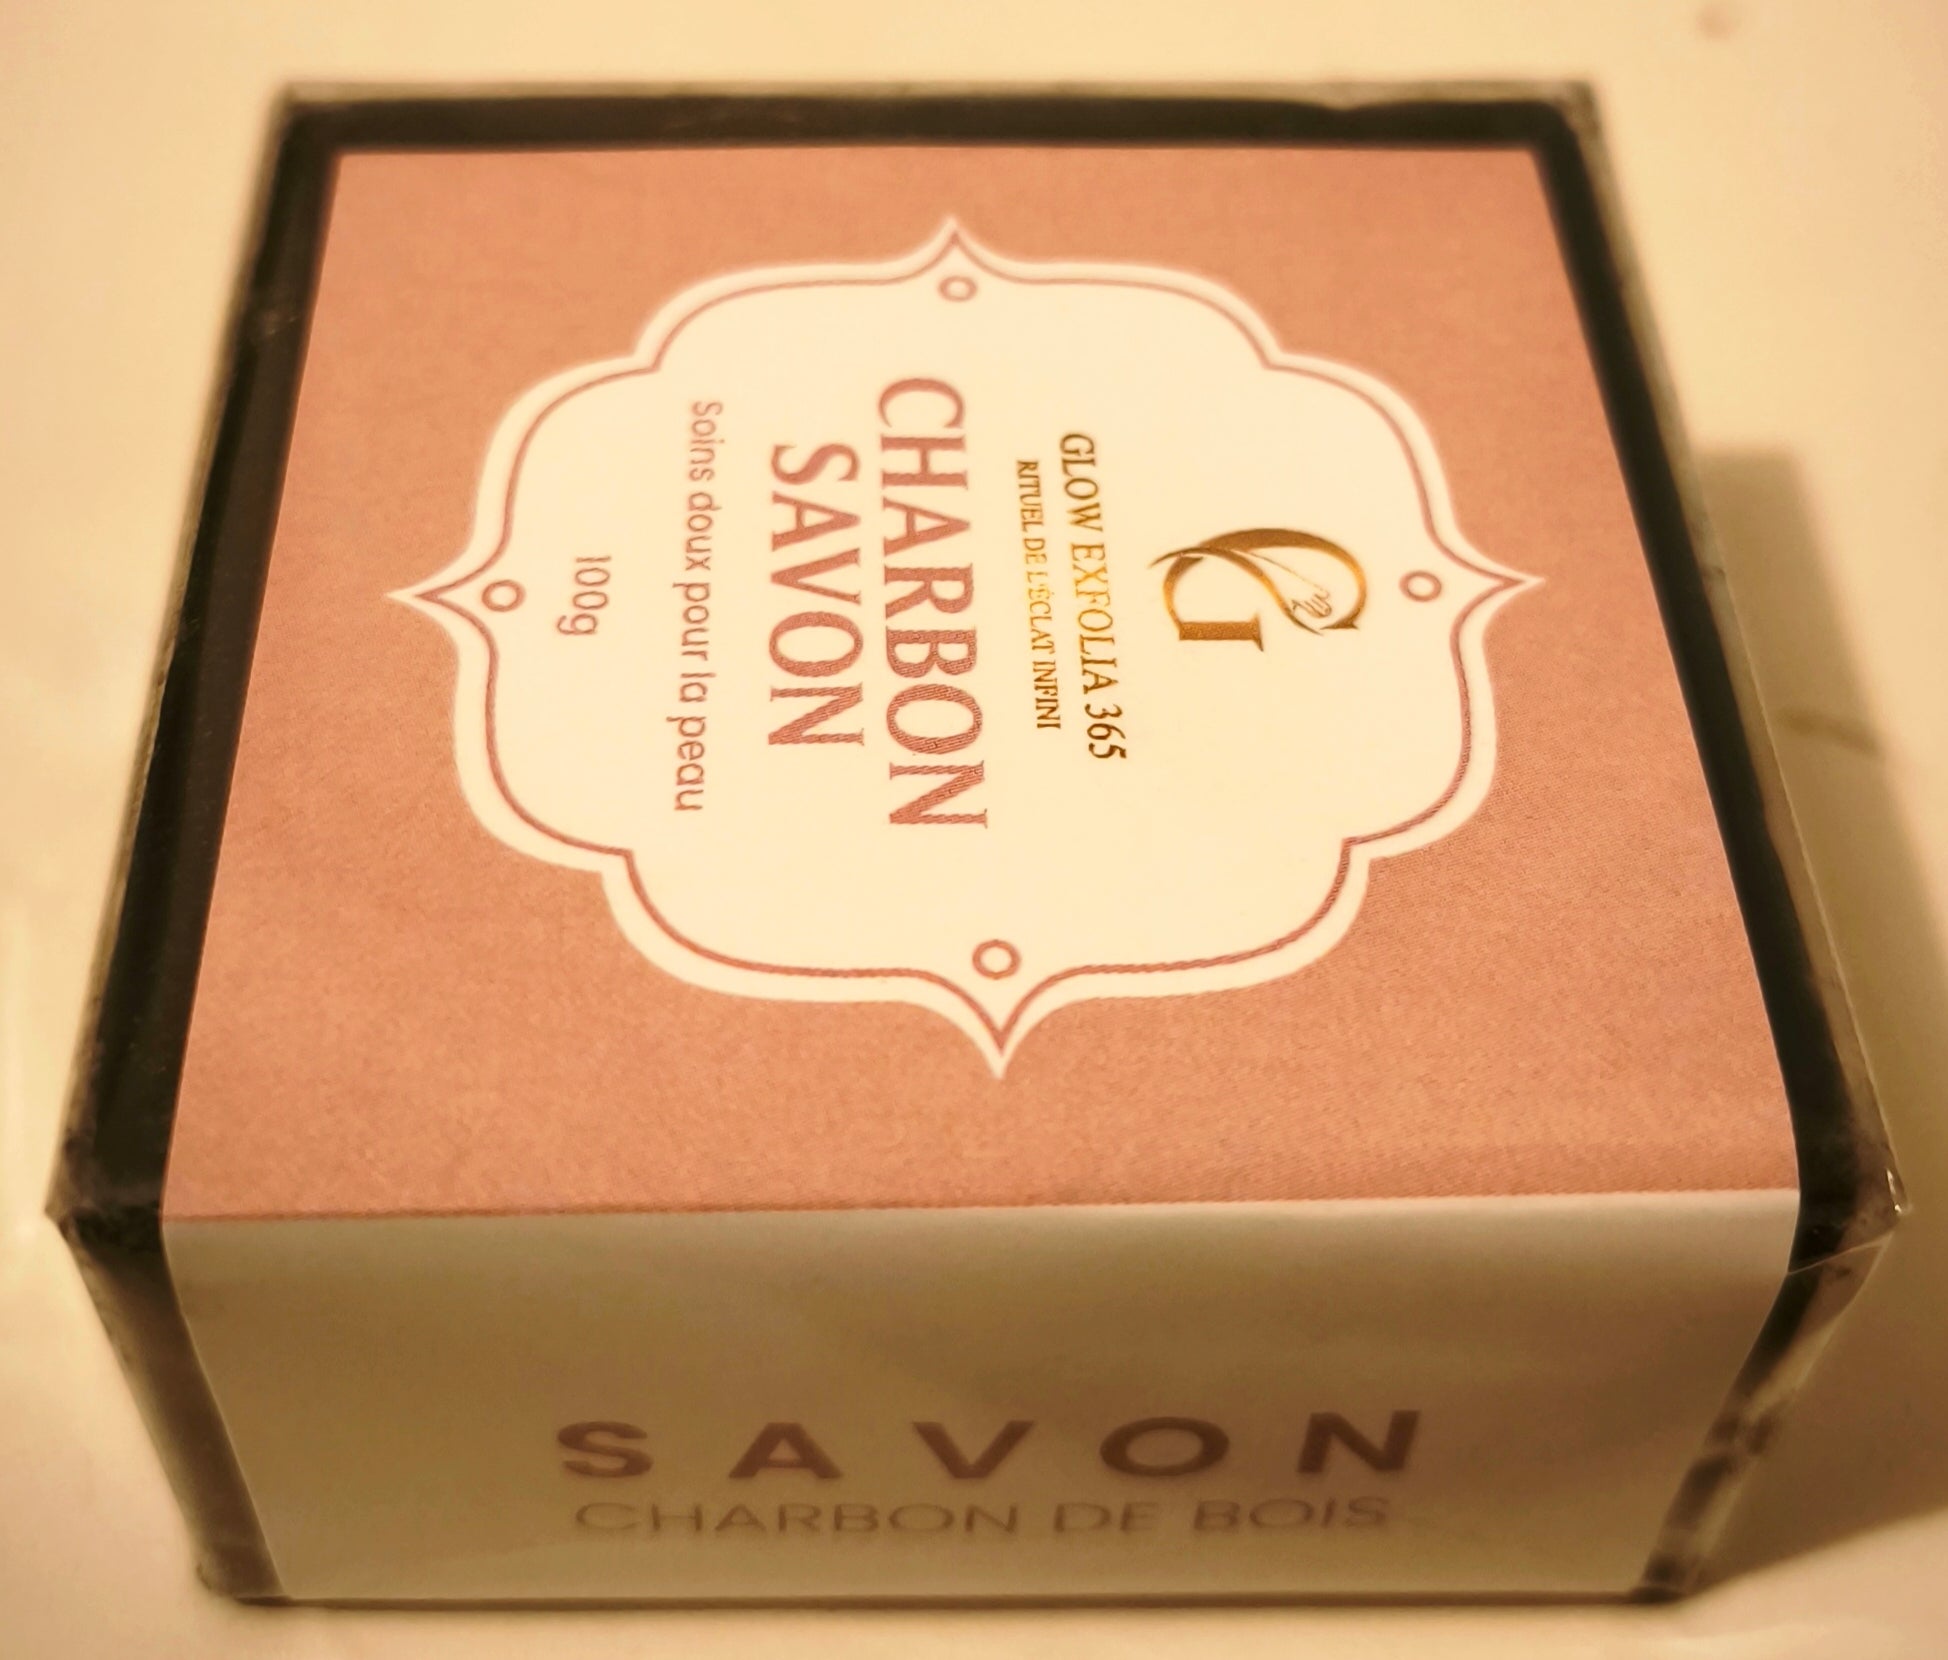 GLOW EXFOLIA 365
RITUEL DE L'ÉCLAT INFINI
CHARBON
SAVON
Soins doux pour la peau
100g
SAVON
CHARBON DE BOIS